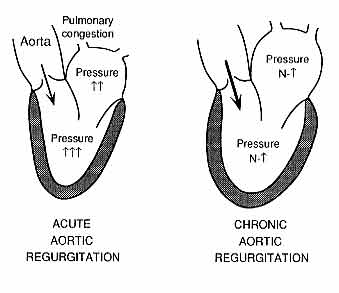 Aorta
Pulmonary
congestion
Pressure
↑↑
Pressure
↑↑↑
ACUTE
AORTIC
REGURGITATION
Pressure
N-↑
Pressure
N-↑
CHRONIC
AORTIC
REGURGITATION